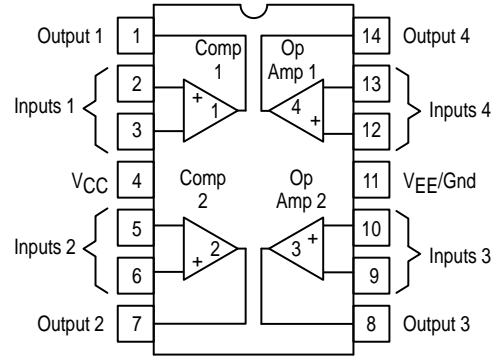 Output 1 1 14 Output 4
Comp
1
Op
Amp 1
Inputs 1 2 13 Inputs 4
3 12
+ 1 4 +
VCC 4 11 VEE/Gnd
Comp
2
Op
Amp 2
Inputs 2 5 10 Inputs 3
6 9
+ 2 3 +
Output 2 7 8 Output 3